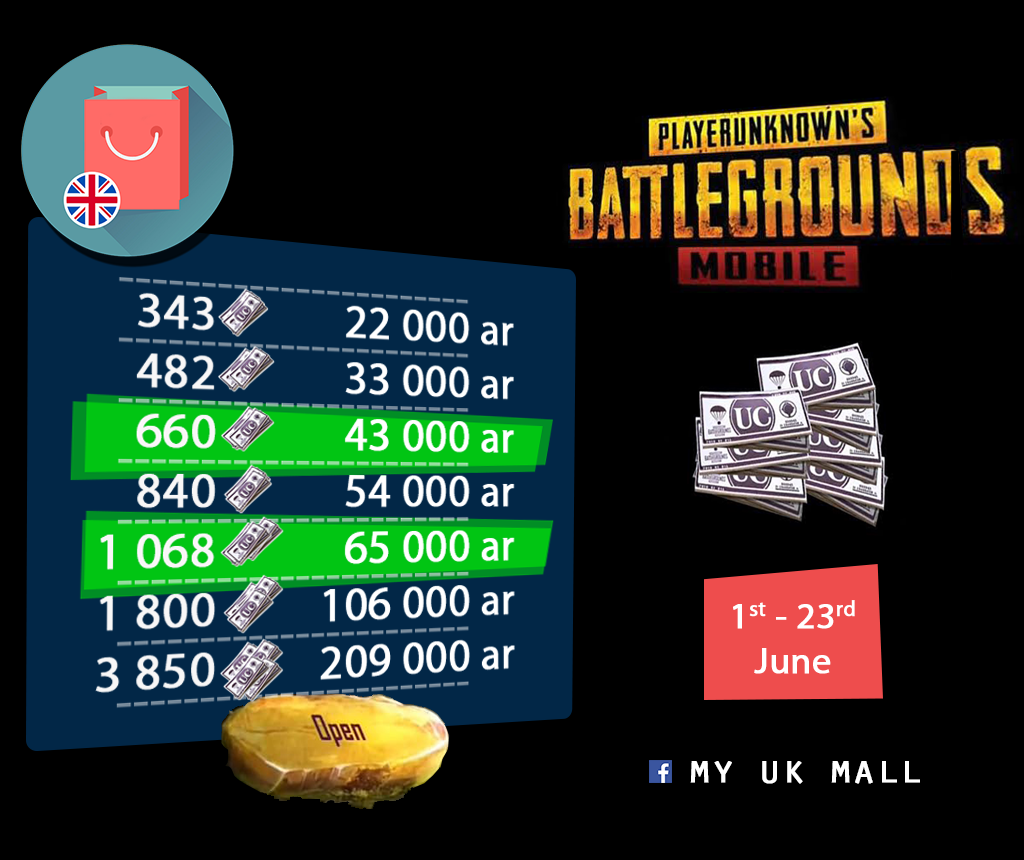 PLAYERUNKNOWN'S
BATTLEGROUNDS
MOBILE
343 22 000 ar
482 33 000 ar
660 43 000 ar
840 54 000 ar
1 068 65 000 ar
1 800 106 000 ar
3 850 209 000 ar
Open
UC
UC
1st - 23rd
June
f MY UK MALL